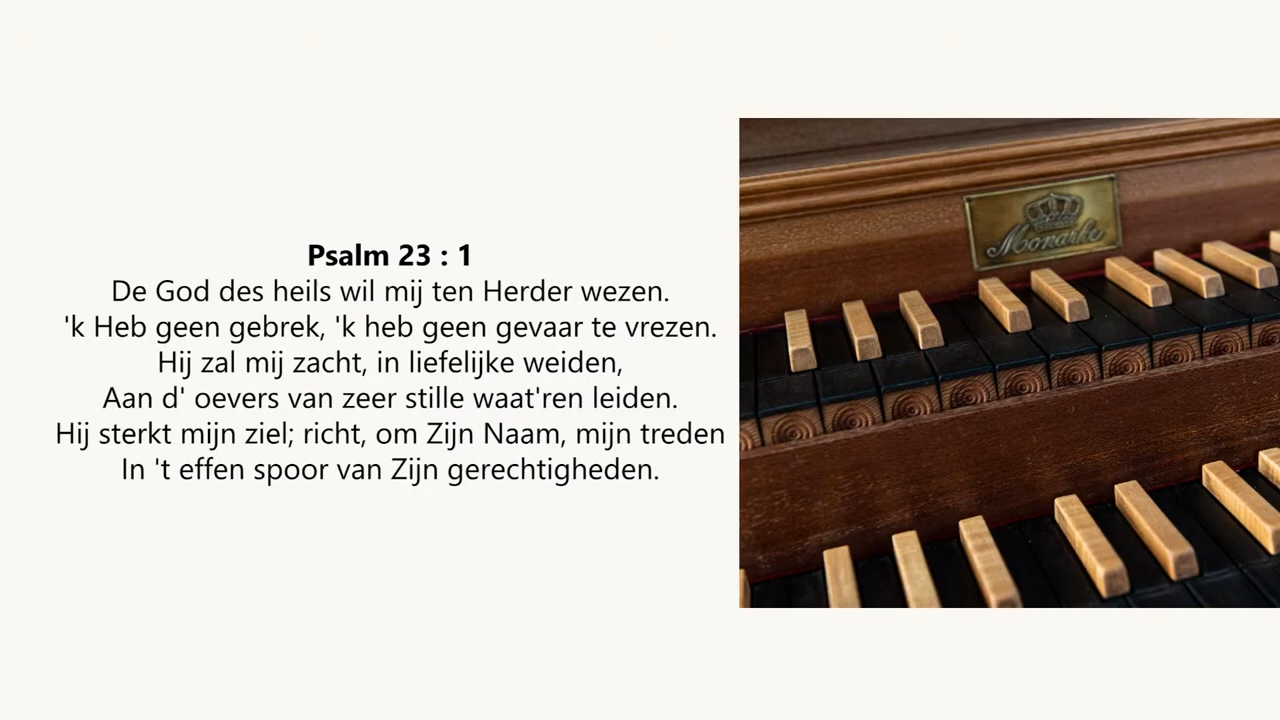 Psalm 23 : 1
De God des heils wil mij ten Herder wezen.
'k Heb geen gebrek, 'k heb geen gevaar te vrezen.
Hij zal mij zacht, in liefelijke weiden,
Aan d' oevers van zeer stille waat'ren leiden.
Hij sterkt mijn ziel; richt, om Zijn Naam, mijn treden
In 't effen spoor van Zijn gerechtigheden.
Monarke